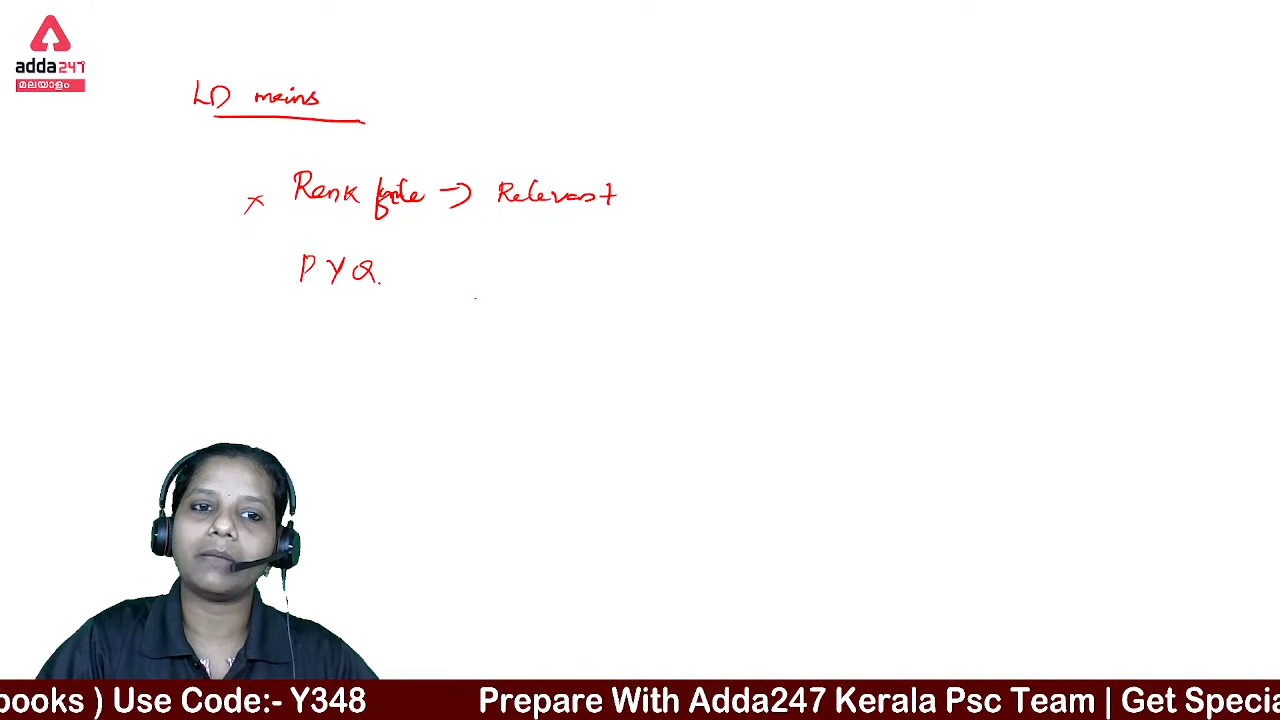 adda247
മലയാളം
LD mains
x Rank file → Relevant
PYQ.
books ) Use Code:- Y348 Prepare With Adda247 Kerala Psc Team | Get Specia